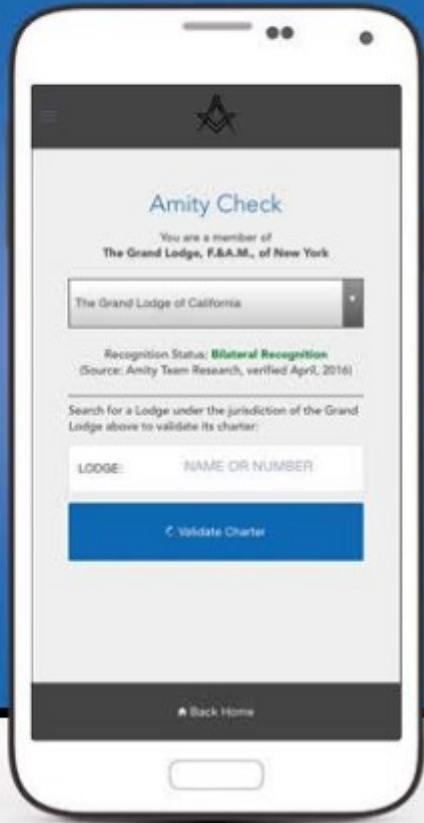 Amity Check
You are a member of
The Grand Lodge, F.&A.M., of New York
The Grand Lodge of California
Recognition Status: Bilateral Recognition
(Source: Amity Team Research, verified April, 2016)
Search for a Lodge under the jurisdiction of the Grand
Lodge above to validate its charter:
LODGE: NAME OR NUMBER
Validate Charter
Back Home